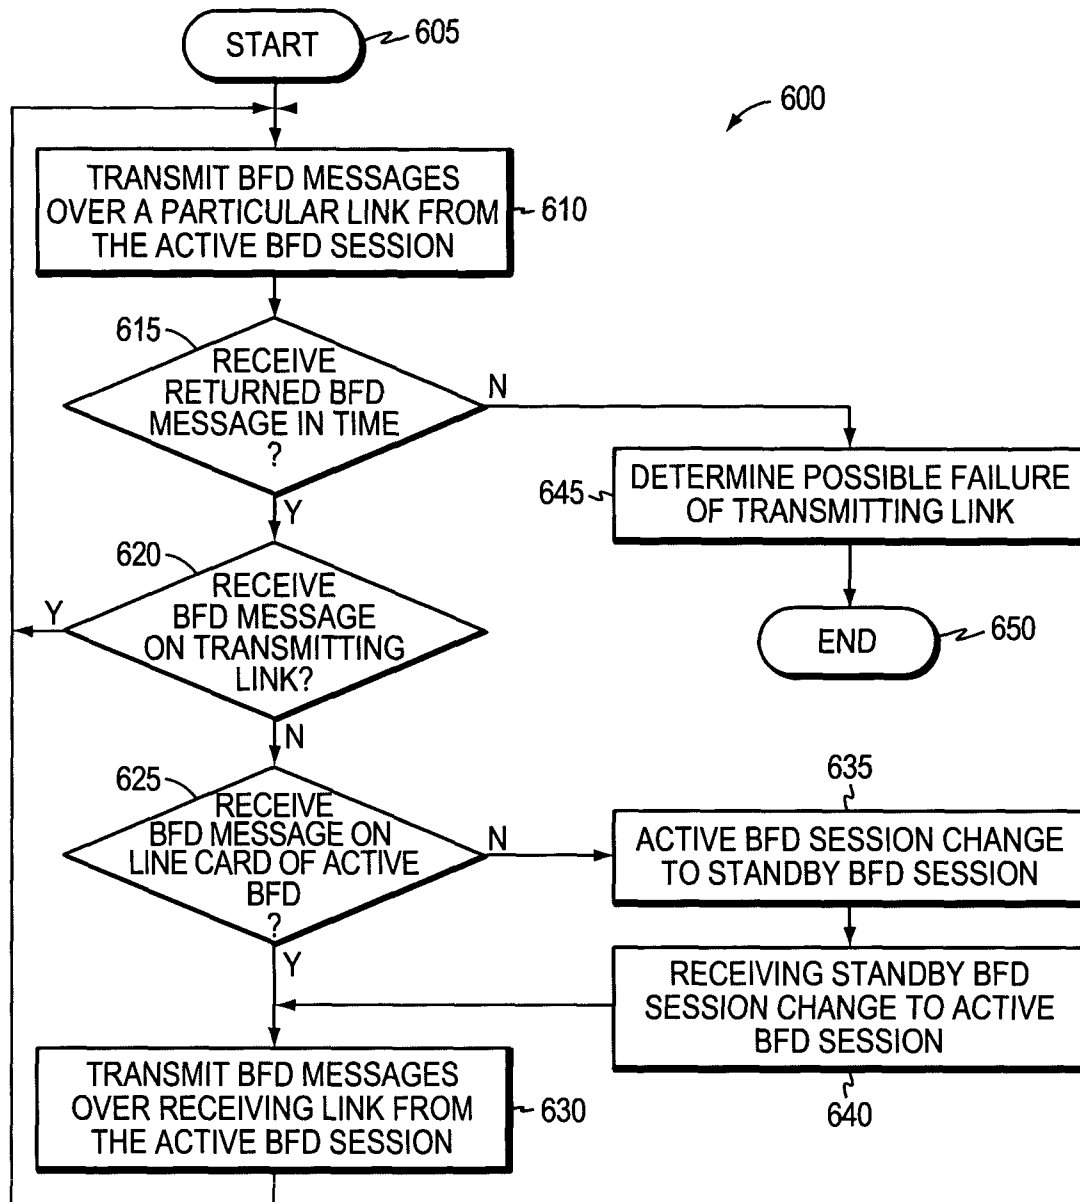 START
605
600
TRANSMIT BFD MESSAGES
OVER A PARTICULAR LINK FROM
THE ACTIVE BFD SESSION
610
615
RECEIVE
RETURNED BFD
MESSAGE IN TIME
?
N
Y
645
DETERMINE POSSIBLE FAILURE
OF TRANSMITTING LINK
620
RECEIVE
BFD MESSAGE
ON TRANSMITTING
LINK?
Y
N
END
650
625
RECEIVE
BFD MESSAGE ON
LINE CARD OF ACTIVE
BFD
?
N
Y
635
ACTIVE BFD SESSION CHANGE
TO STANDBY BFD SESSION
RECEIVING STANDBY BFD
SESSION CHANGE TO ACTIVE
BFD SESSION
640
TRANSMIT BFD MESSAGES
OVER RECEIVING LINK FROM
THE ACTIVE BFD SESSION
630